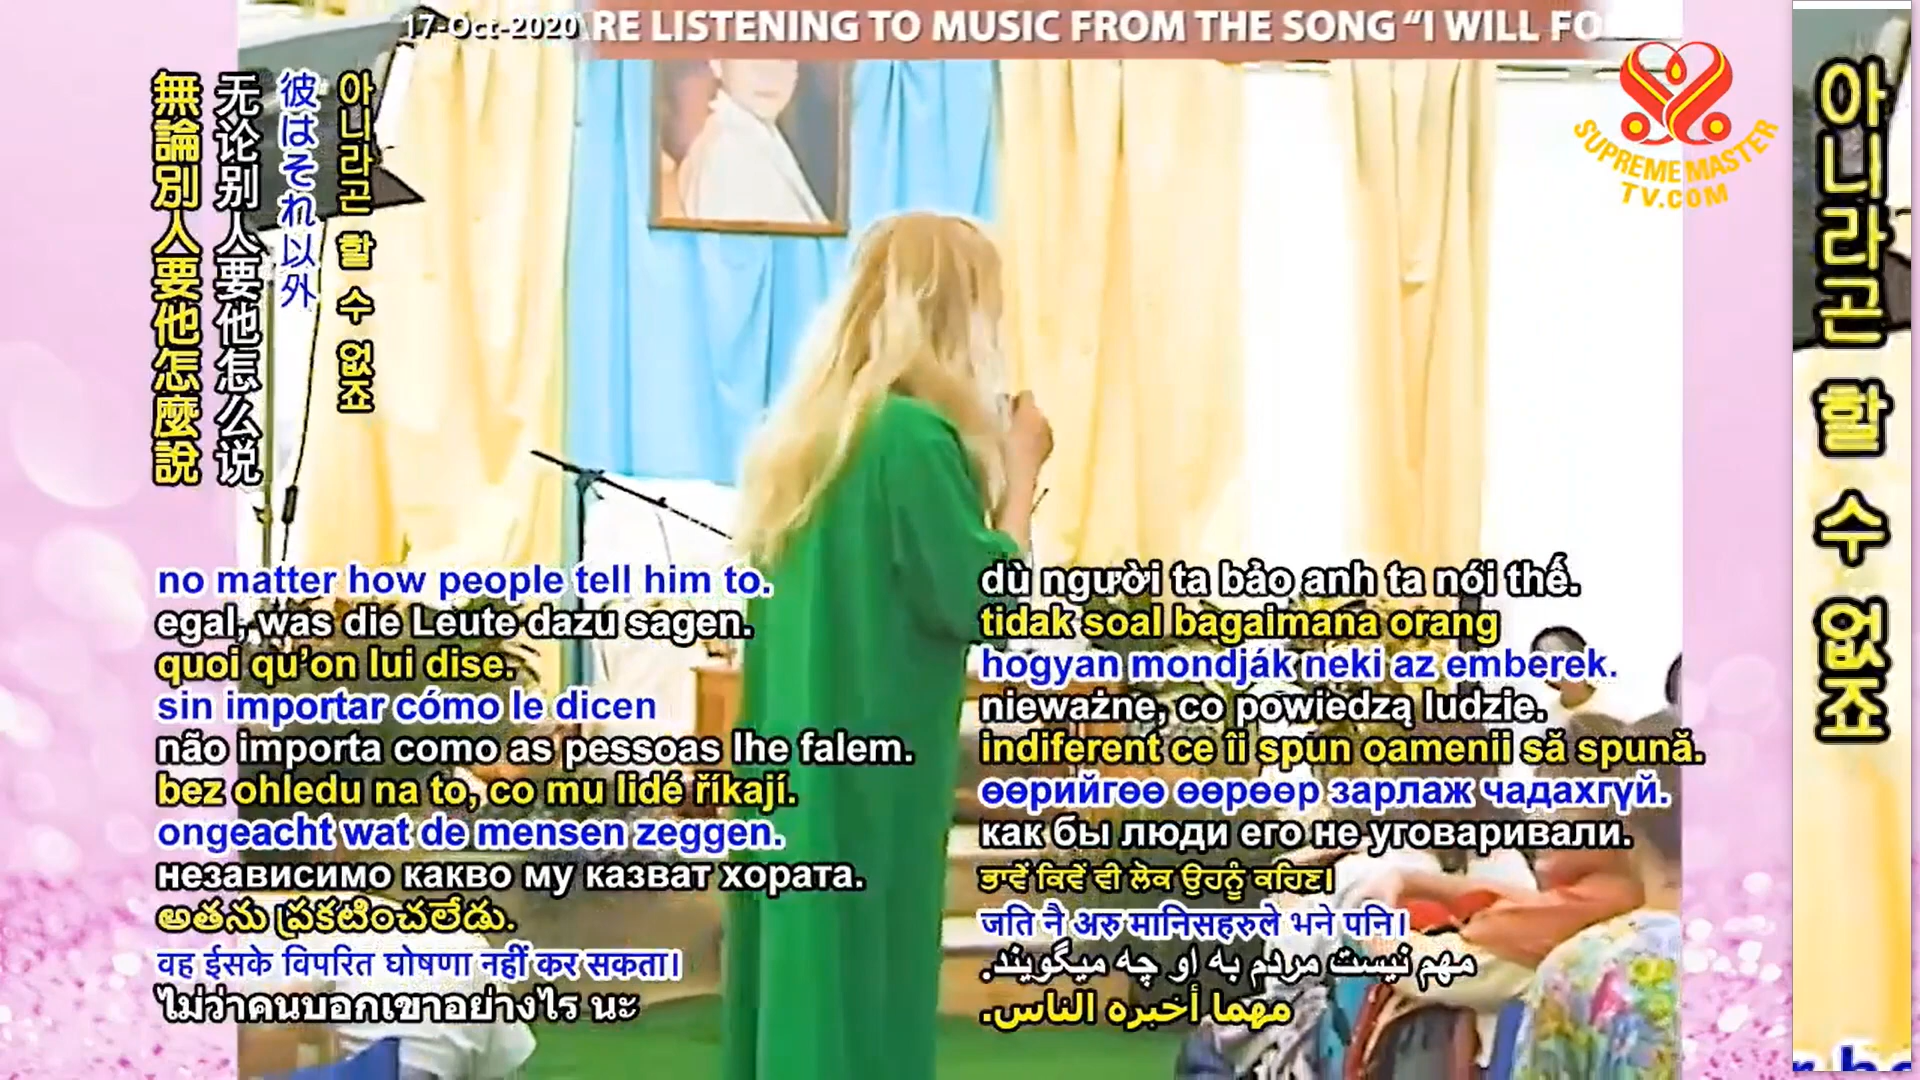 17-Oct-2020
RE LISTENING TO MUSIC FROM THE SONG “I WILL FO
SUPREME MASTER
TV.COM
無論別人要他怎麼說
无论别人要他怎么说
彼はそれ以外
아니라곤 할 수 없죠
no matter how people tell him to.
egal, was die Leute dazu sagen.
quoi qu’on lui dise.
sin importar cómo le dicen
não importa como as pessoas lhe falem.
bez ohledu na to, co mu lidé říkají.
ongeacht wat de mensen zeggen.
независимо какво му казват хората.
అతను ప్రకటించలేడు.
वह ईसके विपरित घोषणा नहीं कर सकता।
ไม่ว่าคนบอกเขาอย่างไร นะ
dù người ta bảo anh ta nói thế.
tidak soal bagaimana orang
hogyan mondják neki az emberek.
nieważne, co powiedzą ludzie.
indiferent ce îi spun oamenii să spună.
өөрийгөө өөрөөр зарлаж чадахгүй.
как бы люди его не уговаривали.
ਭਾਵੇਂ ਕਿਵੇਂ ਵੀ ਲੋਕ ਉਹਨੂੰ ਕਹਿਣ।
जति नै अरु मानिसहरुले भने पनि।
مهم نیست مردم به او چه میگویند.
مهما أخبره الناس.
아니라곤 할 수 없죠